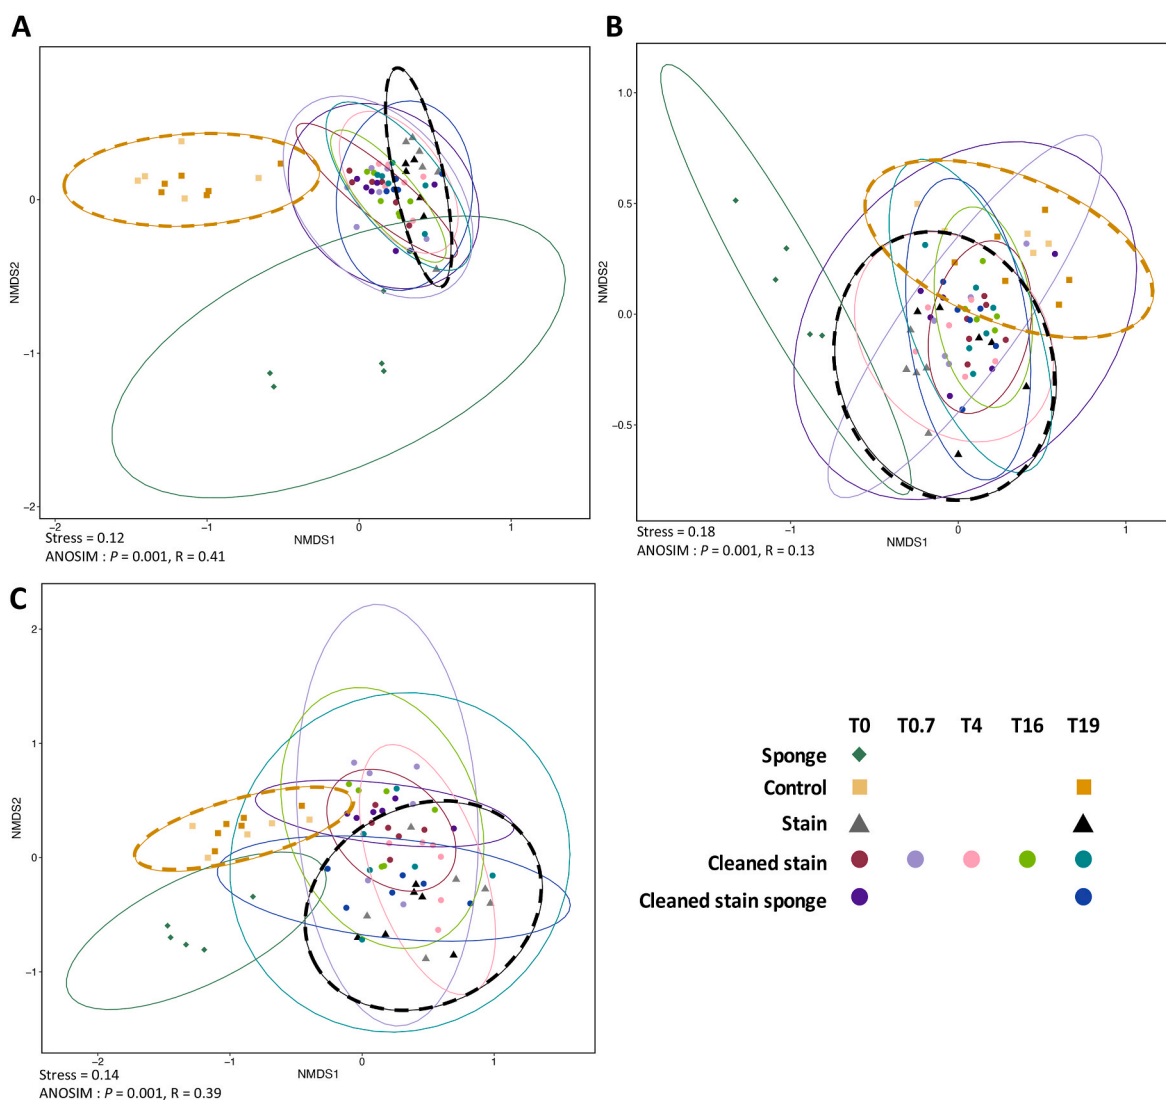 A
B
NMDS2
0
−1
−2
−2
−1
0
1
NMDS1
Stress = 0.12
ANOSIM : P = 0.001, R = 0.41
NMDS2
1.0
0.5
0.0
−0.5
−1
0
1
NMDS1
Stress = 0.18
ANOSIM : P = 0.001, R = 0.13
C
NMDS2
2
1
0
−1
−2
−1
0
1
NMDS1
Stress = 0.14
ANOSIM : P = 0.001, R = 0.39
T0 T0.7 T4 T16 T19
Sponge
Control
Stain
Cleaned stain
Cleaned stain sponge